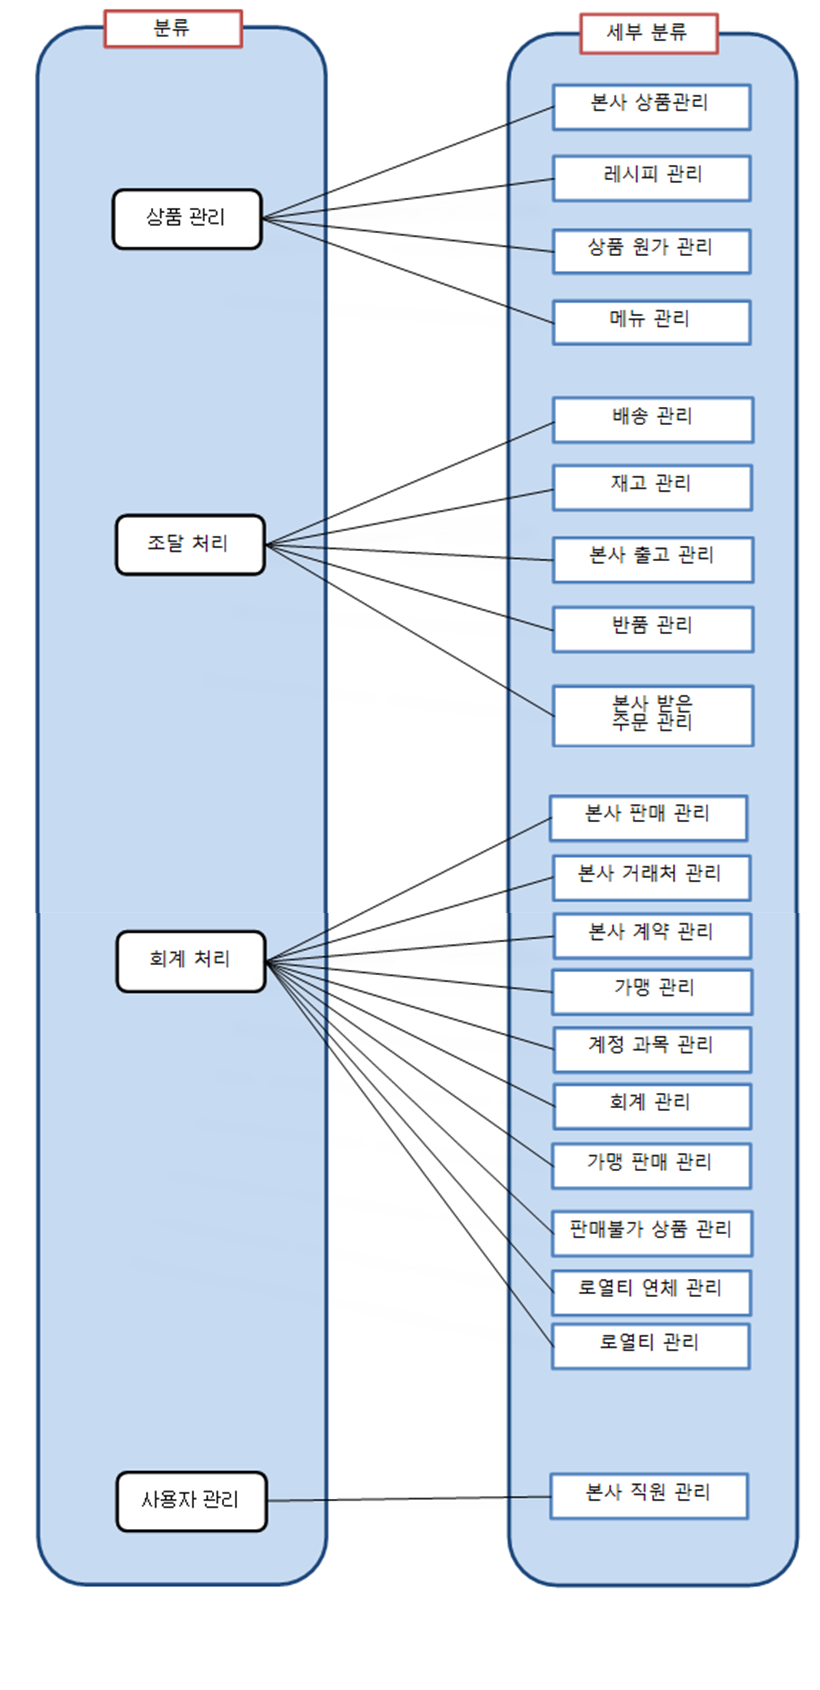 분류
세부 분류
상품 관리
본사 상품관리
레시피 관리
상품 원가 관리
메뉴 관리
조달 처리
배송 관리
재고 관리
본사 출고 관리
반품 관리
본사 받은
주문 관리
회계 처리
본사 판매 관리
본사 거래처 관리
본사 계약 관리
가맹 관리
계정 과목 관리
회계 관리
가맹 판매 관리
판매불가 상품 관리
로열티 연체 관리
로열티 관리
사용자 관리
본사 직원 관리